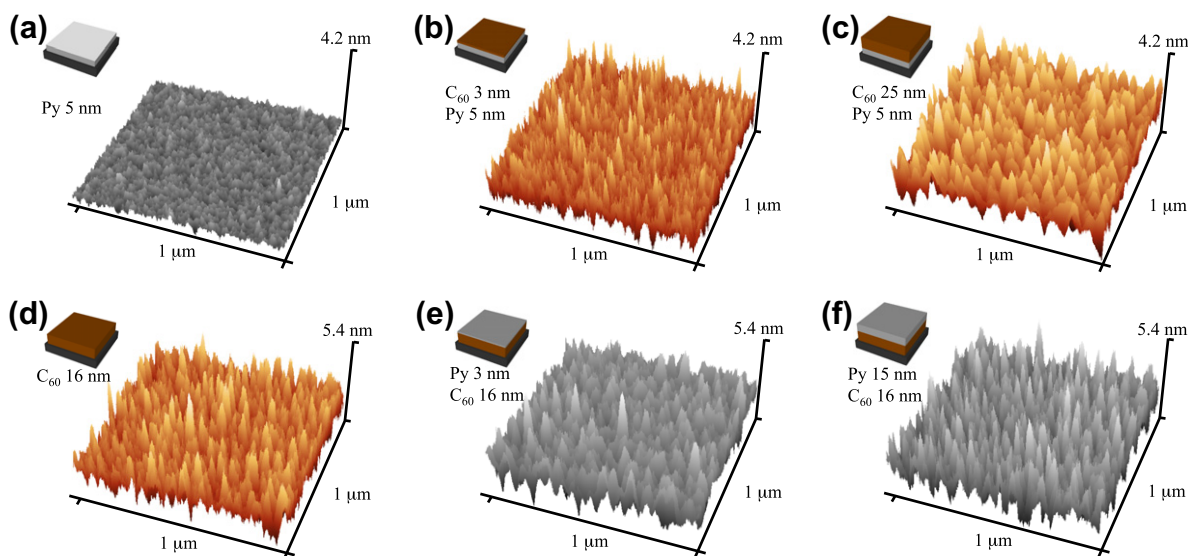 (a)
4.2 nm
Py 5 nm
1 μm
1 μm
(b)
4.2 nm
C₆₀ 3 nm
Py 5 nm
1 μm
1 μm
(c)
4.2 nm
C₆₀ 25 nm
Py 5 nm
1 μm
1 μm
(d)
5.4 nm
C₆₀ 16 nm
1 μm
1 μm
(e)
5.4 nm
Py 3 nm
C₆₀ 16 nm
1 μm
1 μm
(f)
5.4 nm
Py 15 nm
C₆₀ 16 nm
1 μm
1 μm